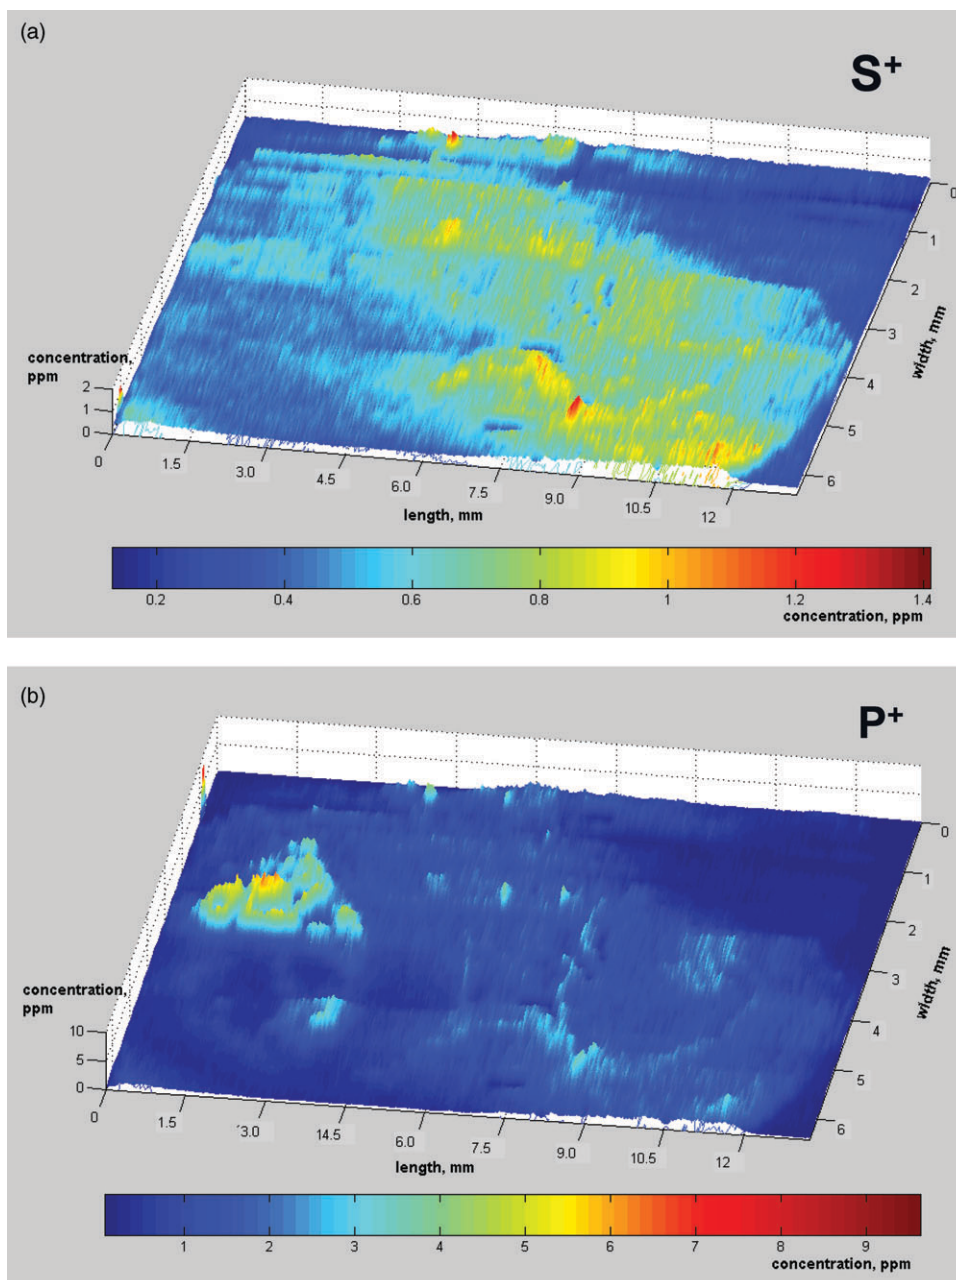 (a)
S+
concentration,
ppm
2
1
0
0
1.5
3.0
4.5
6.0
7.5
9.0
10.5
12
length, mm
0
1
2
3
4
5
6
width, mm
0.2 0.4 0.6 0.8 1 1.2 1.4
concentration, ppm
(b)
P+
concentration,
ppm
10
5
0
0
1.5
'3.0
14.5
6.0
7.5
9.0
10.5
12
length, mm
0
1
2
3
4
5
6
width, mm
1 2 3 4 5 6 7 8 9
concentration, ppm